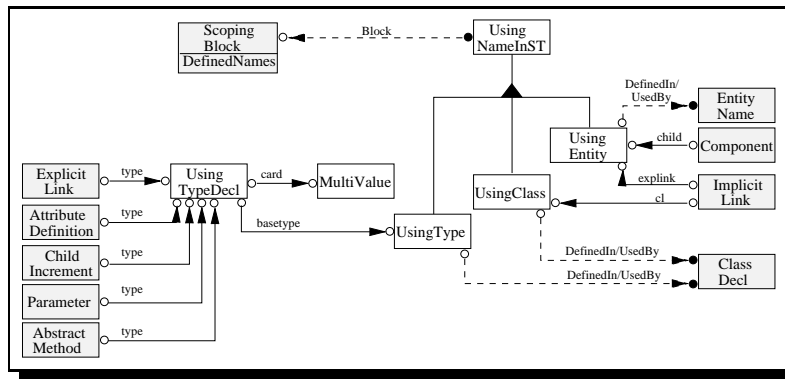 Scoping
Block
DefinedNames
Block
Using
NameInST
DefinedIn/
UsedBy
Entity
Name
Using
Entity
child
Component
Explicit
Link
type
Using
TypeDecl
card
MultiValue
explink
Implicit
Link
UsingClass
cl
Attribute
Definition
type
basetype
UsingType
Child
Increment
type
DefinedIn/UsedBy
DefinedIn/UsedBy
Class
Decl
Parameter
type
Abstract
Method
type